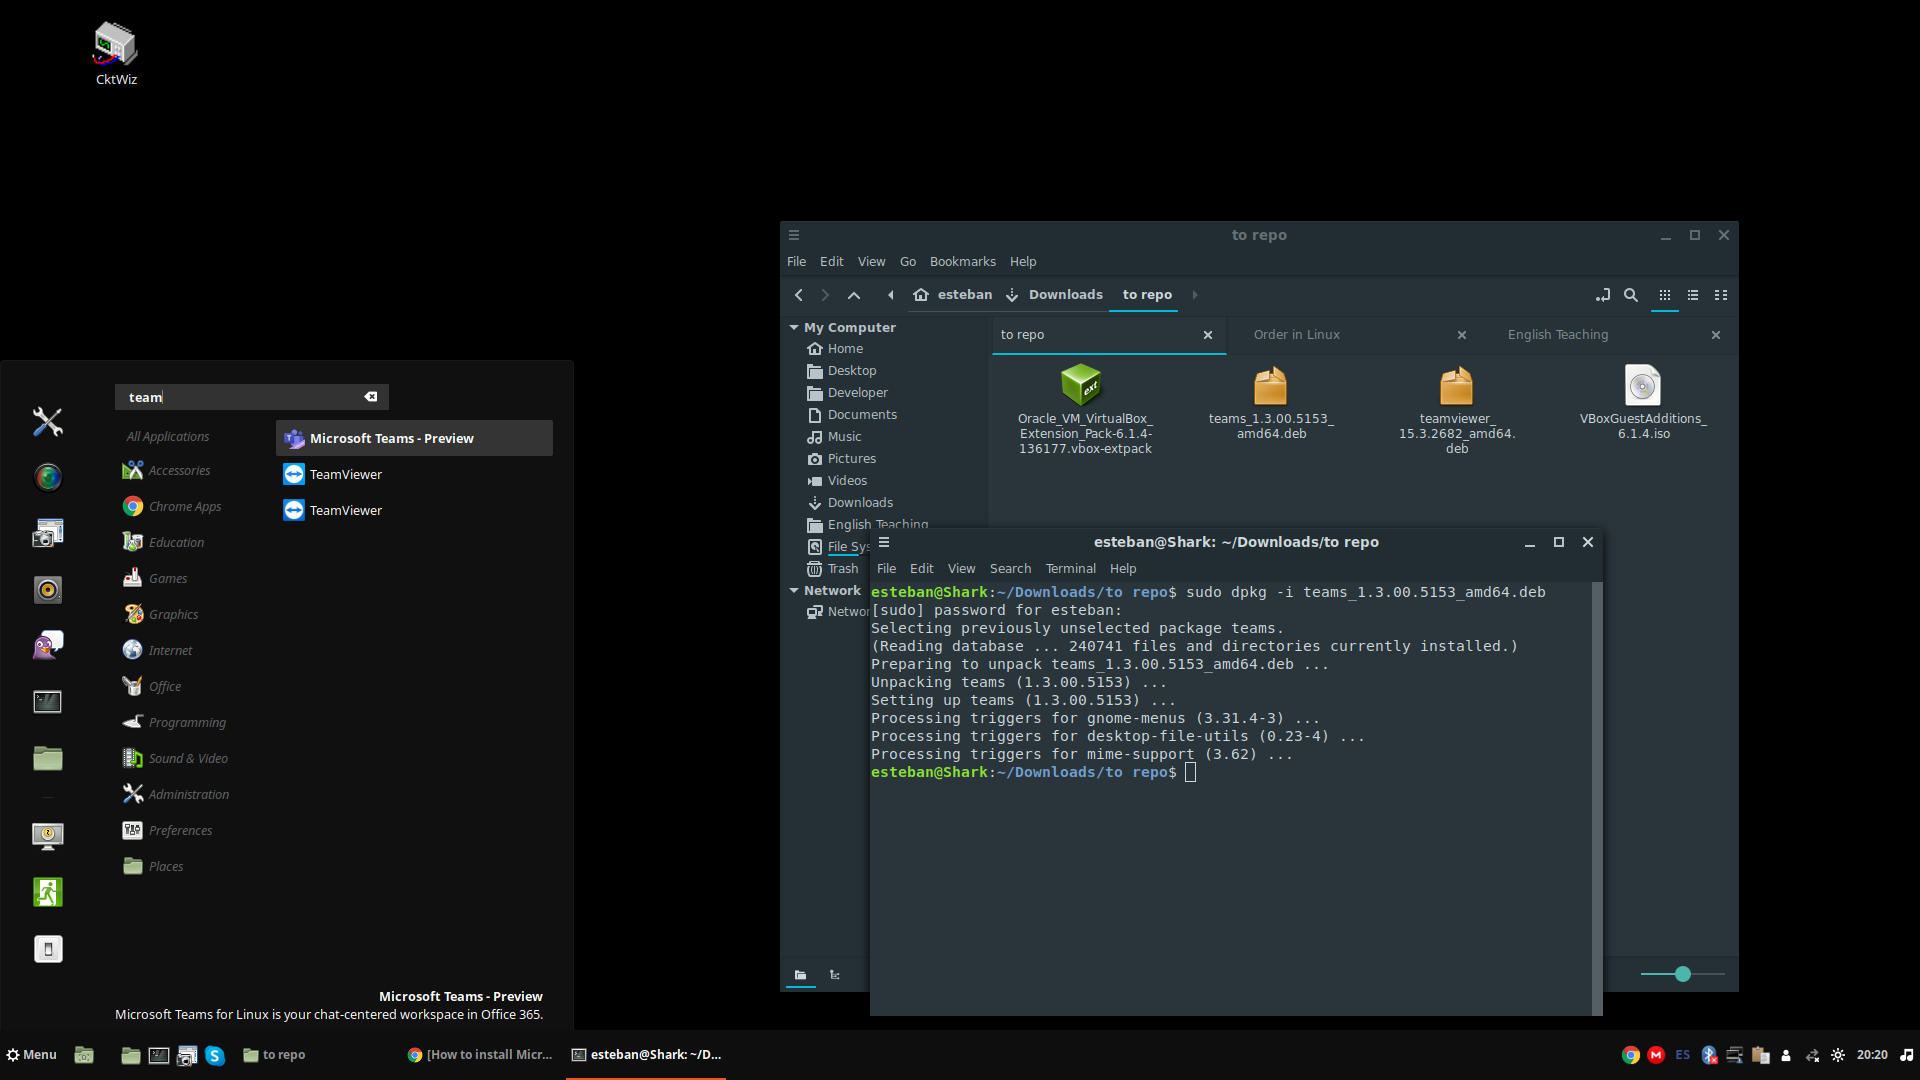 CktWiz
team
All Applications
Accessories
Chrome Apps
Education
Games
Graphics
Internet
Office
Programming
Sound & Video
Administration
Preferences
Places
Microsoft Teams - Preview
TeamViewer
TeamViewer
Microsoft Teams - Preview
Microsoft Teams for Linux is your chat-centered workspace in Office 365.
to repo
File Edit View Go Bookmarks Help
esteban Downloads to repo
My Computer
Home
Desktop
Developer
Documents
Music
Pictures
Videos
Downloads
English Teaching
File Sys
Trash
Network
Networ
to repo Order in Linux English Teaching
Oracle_VM_VirtualBox_
Extension_Pack-6.1.4-
136177.vbox-extpack
teams_1.3.00.5153_
amd64.deb
teamviewer_
15.3.2682_amd64.
deb
VBoxGuestAdditions_
6.1.4.iso
ext
esteban@Shark: ~/Downloads/to repo
File Edit View Search Terminal Help
esteban@Shark:~/Downloads/to repo$ sudo dpkg -i teams_1.3.00.5153_amd64.deb
[sudo] password for esteban:
Selecting previously unselected package teams.
(Reading database ... 240741 files and directories currently installed.)
Preparing to unpack teams_1.3.00.5153_amd64.deb ...
Unpacking teams (1.3.00.5153) ...
Setting up teams (1.3.00.5153) ...
Processing triggers for gnome-menus (3.31.4-3) ...
Processing triggers for desktop-file-utils (0.23-4) ...
Processing triggers for mime-support (3.62) ...
esteban@Shark:~/Downloads/to repo$
Menu to repo [How to install Micr... esteban@Shark: ~/D... ES 20:20